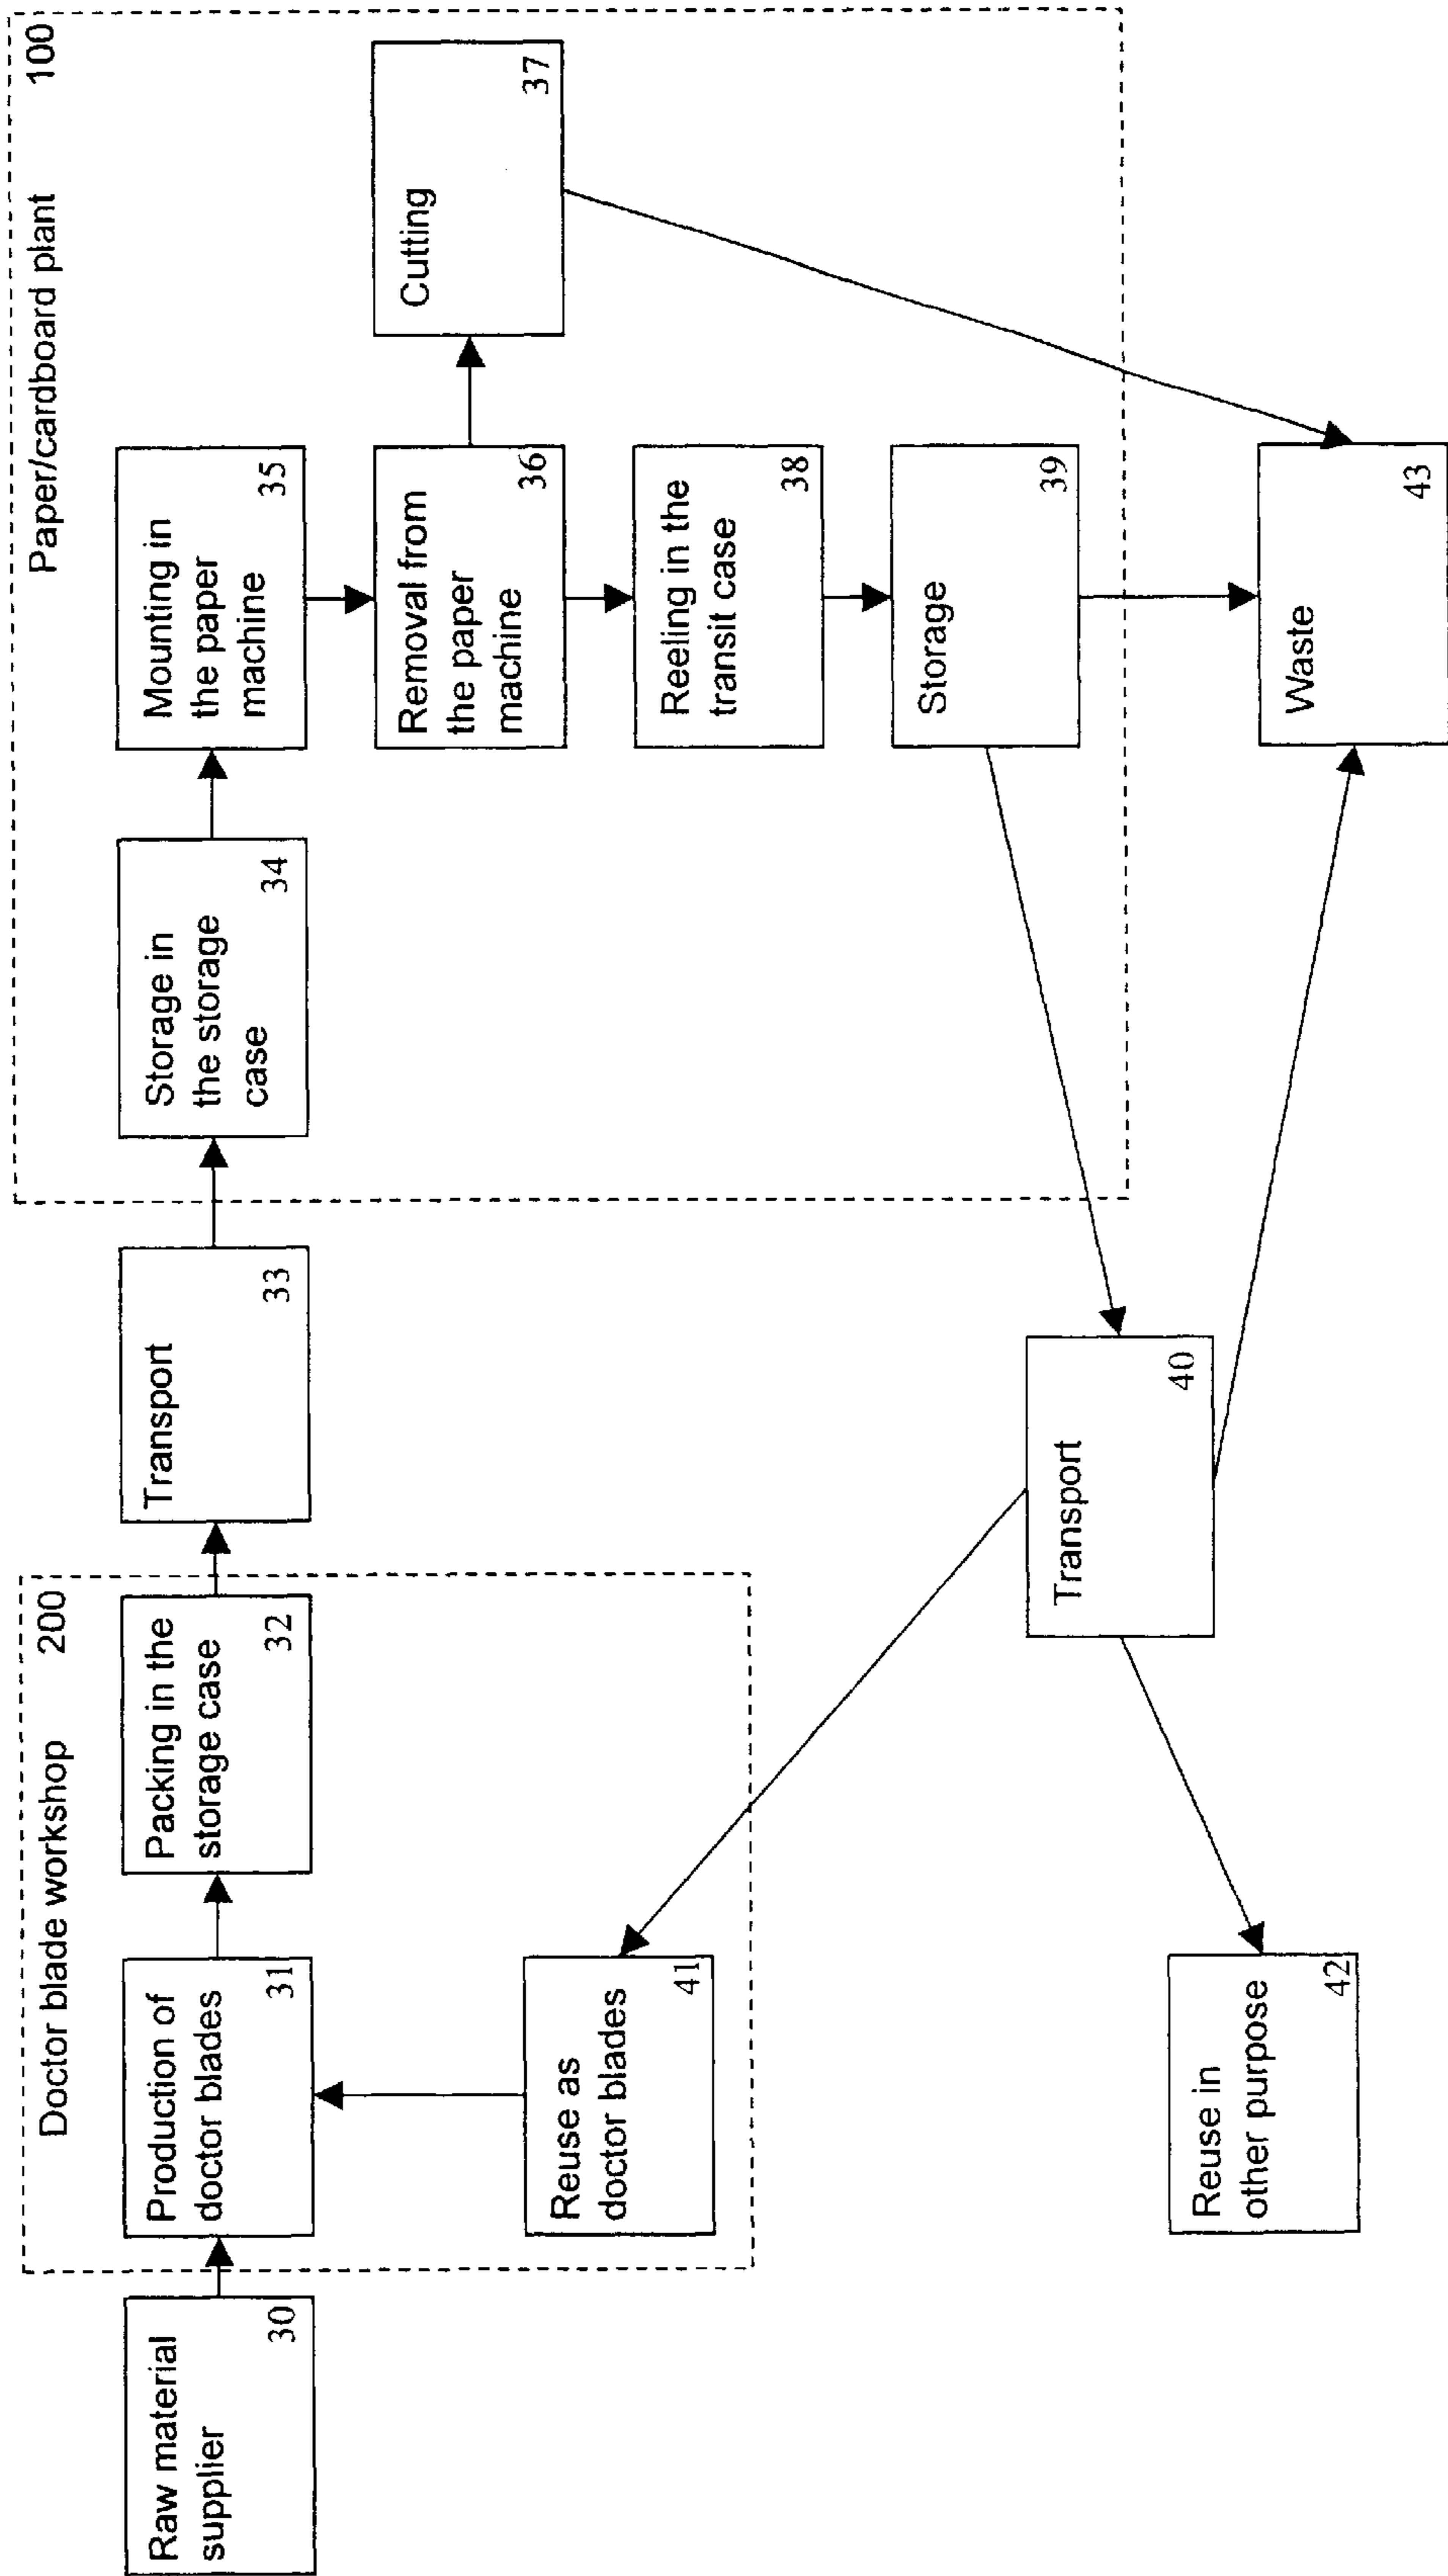 Doctor blade workshop 200
Paper/cardboard plant 100
Raw material
supplier
30
Production of
doctor blades
31
Packing in the
storage case
32
Transport
33
Storage in
the storage
case
34
Mounting in
the paper
machine
35
Removal from
the paper
machine
36
Cutting
37
Reeling in the
transit case
38
Storage
39
Transport
40
Reuse as
doctor blades
41
Reuse in
other purpose
42
Waste
43